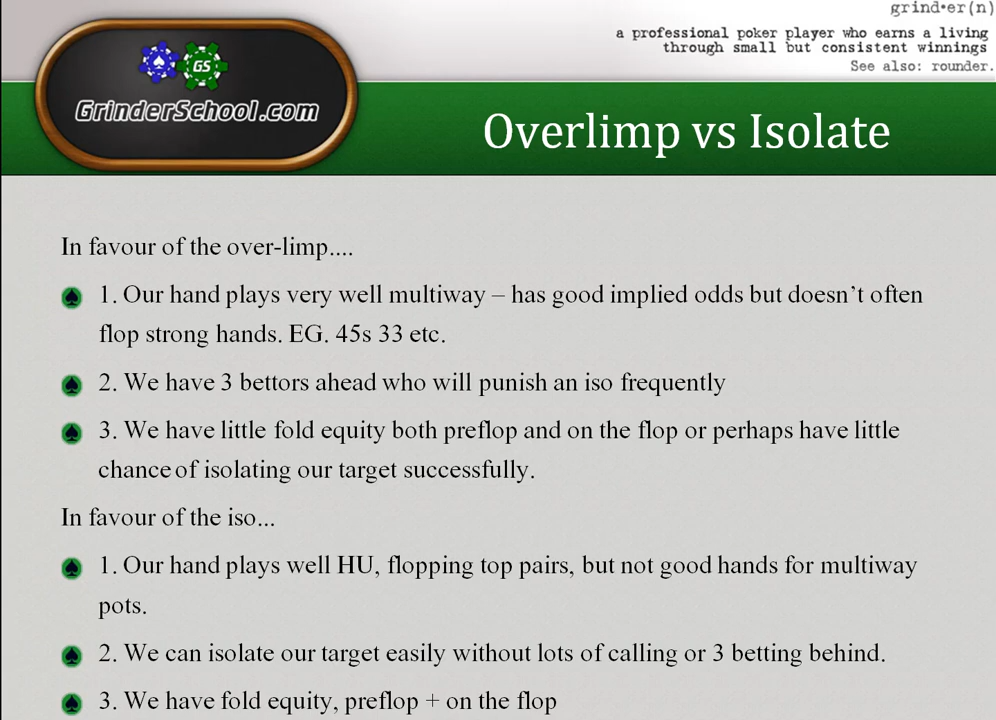 grind•er(n)
a professional poker player who earns a living
through small but consistent winnings
See also: rounder.
GS
GrinderSchool.com
Overlimp vs Isolate
In favour of the over-limp....
1. Our hand plays very well multiway – has good implied odds but doesn't often
flop strong hands. EG. 45s 33 etc.
2. We have 3 bettors ahead who will punish an iso frequently
3. We have little fold equity both preflop and on the flop or perhaps have little
chance of isolating our target successfully.
In favour of the iso...
1. Our hand plays well HU, flopping top pairs, but not good hands for multiway
pots.
2. We can isolate our target easily without lots of calling or 3 betting behind.
3. We have fold equity, preflop + on the flop